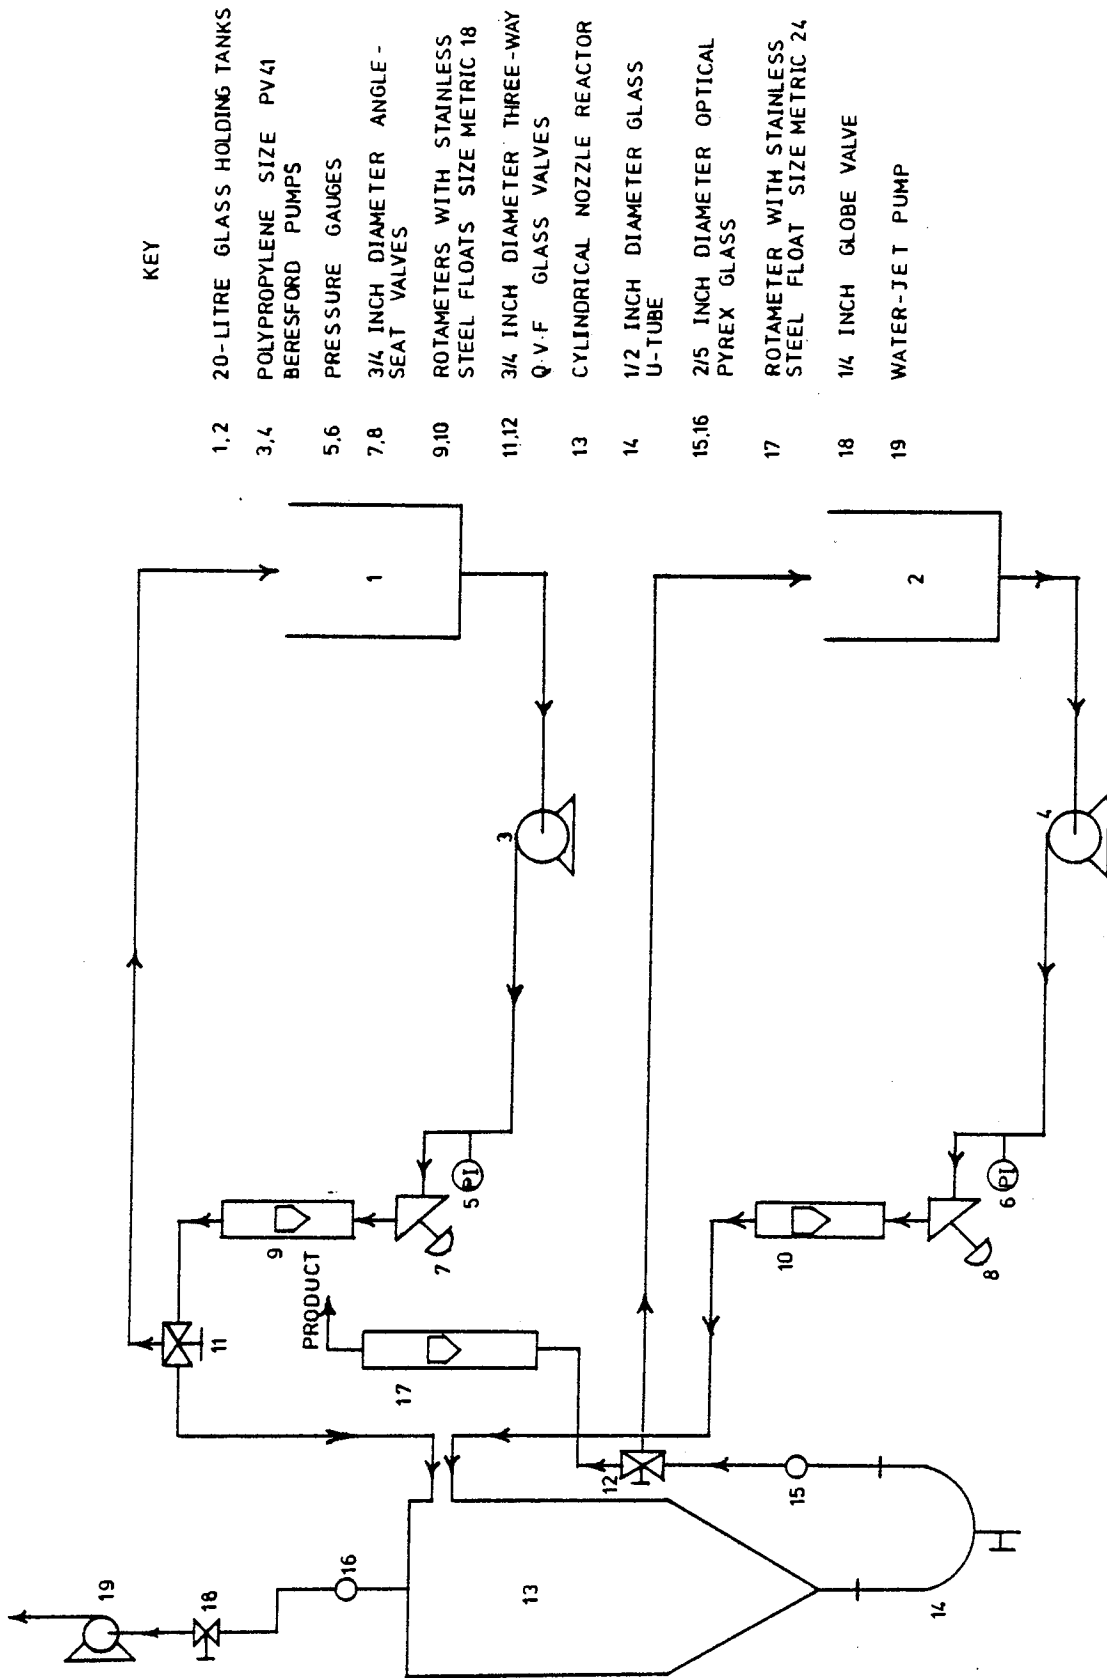 KEY
1,2 20-LITRE GLASS HOLDING TANKS
3,4 POLYPROPYLENE SIZE PV41
BERESFORD PUMPS
5,6 PRESSURE GAUGES
7,8 3/4 INCH DIAMETER ANGLE-
SEAT VALVES
9,10 ROTAMETERS WITH STAINLESS
STEEL FLOATS SIZE METRIC 18
11,12 3/4 INCH DIAMETER THREE-WAY
Q·V·F GLASS VALVES
13 CYLINDRICAL NOZZLE REACTOR
14 1/2 INCH DIAMETER GLASS
U-TUBE
15,16 2/5 INCH DIAMETER OPTICAL
PYREX GLASS
17 ROTAMETER WITH STAINLESS
STEEL FLOAT SIZE METRIC 24
18 1/4 INCH GLOBE VALVE
19 WATER-JET PUMP
1
2
3
4
5 PI
6 PI
7
8
9
10
PRODUCT
11
17
12
15
16
13
14
18
19